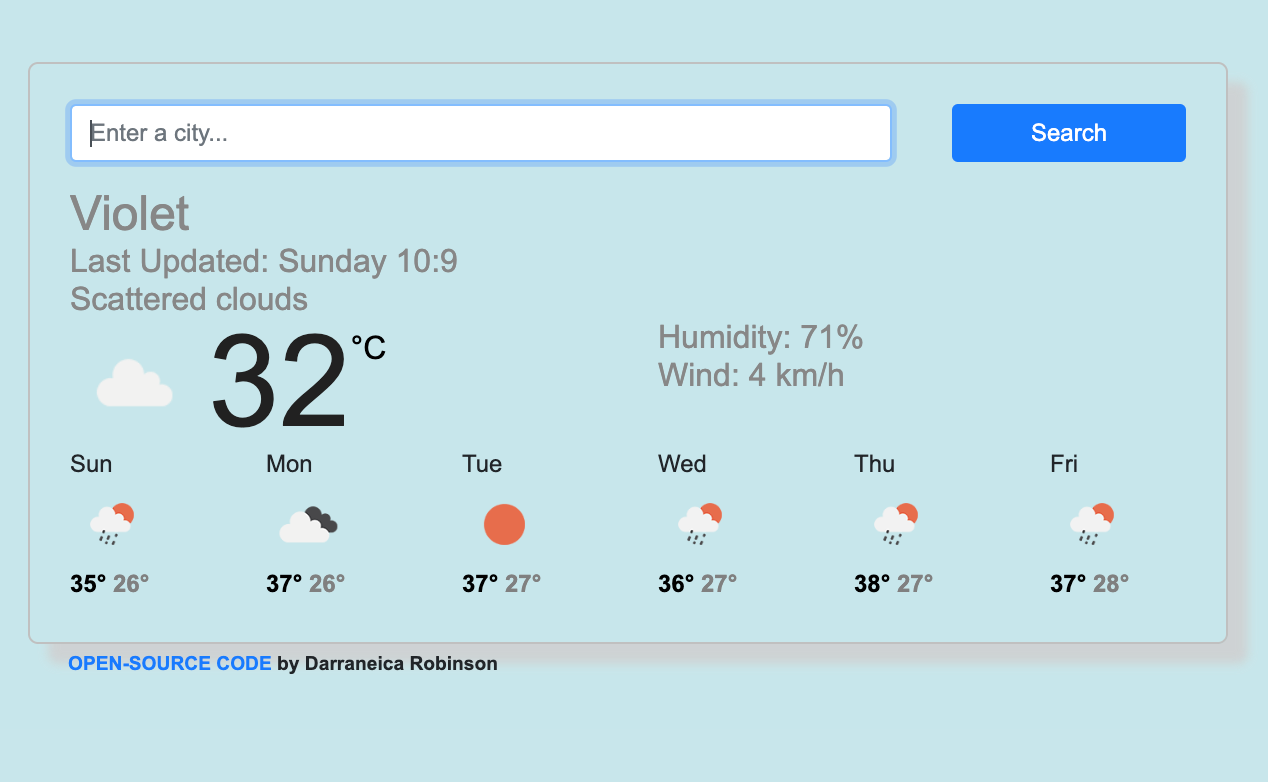 Enter a city...
Search
Violet
Last Updated: Sunday 10:9
Scattered clouds
32°C
Humidity: 71%
Wind: 4 km/h
Sun Mon Tue Wed Thu Fri
35° 26° 37° 26° 37° 27° 36° 27° 38° 27° 37° 28°
OPEN-SOURCE CODE by Darraneica Robinson